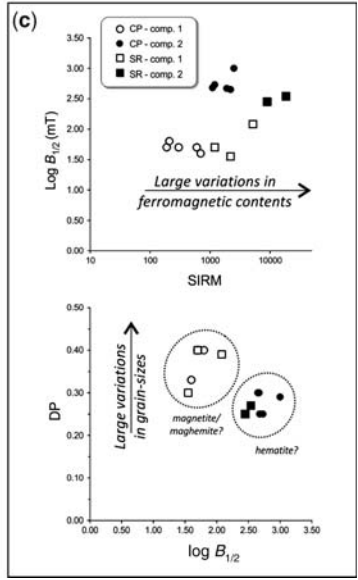 (c)
CP - comp. 1
CP - comp. 2
SR - comp. 1
SR - comp. 2
3.50
3.00
2.50
2.00
1.50
1.00
0.50
0.00
Log B1/2 (mT)
Large variations in
ferromagnetic contents
10
100
1000
10000
SIRM
0.50
0.40
0.30
0.20
0.10
0.00
DP
Large variations
in grain-sizes
magnetite/
maghemite?
hematite?
0.00 0.50 1.00 1.50 2.00 2.50 3.00 3.50
log B1/2